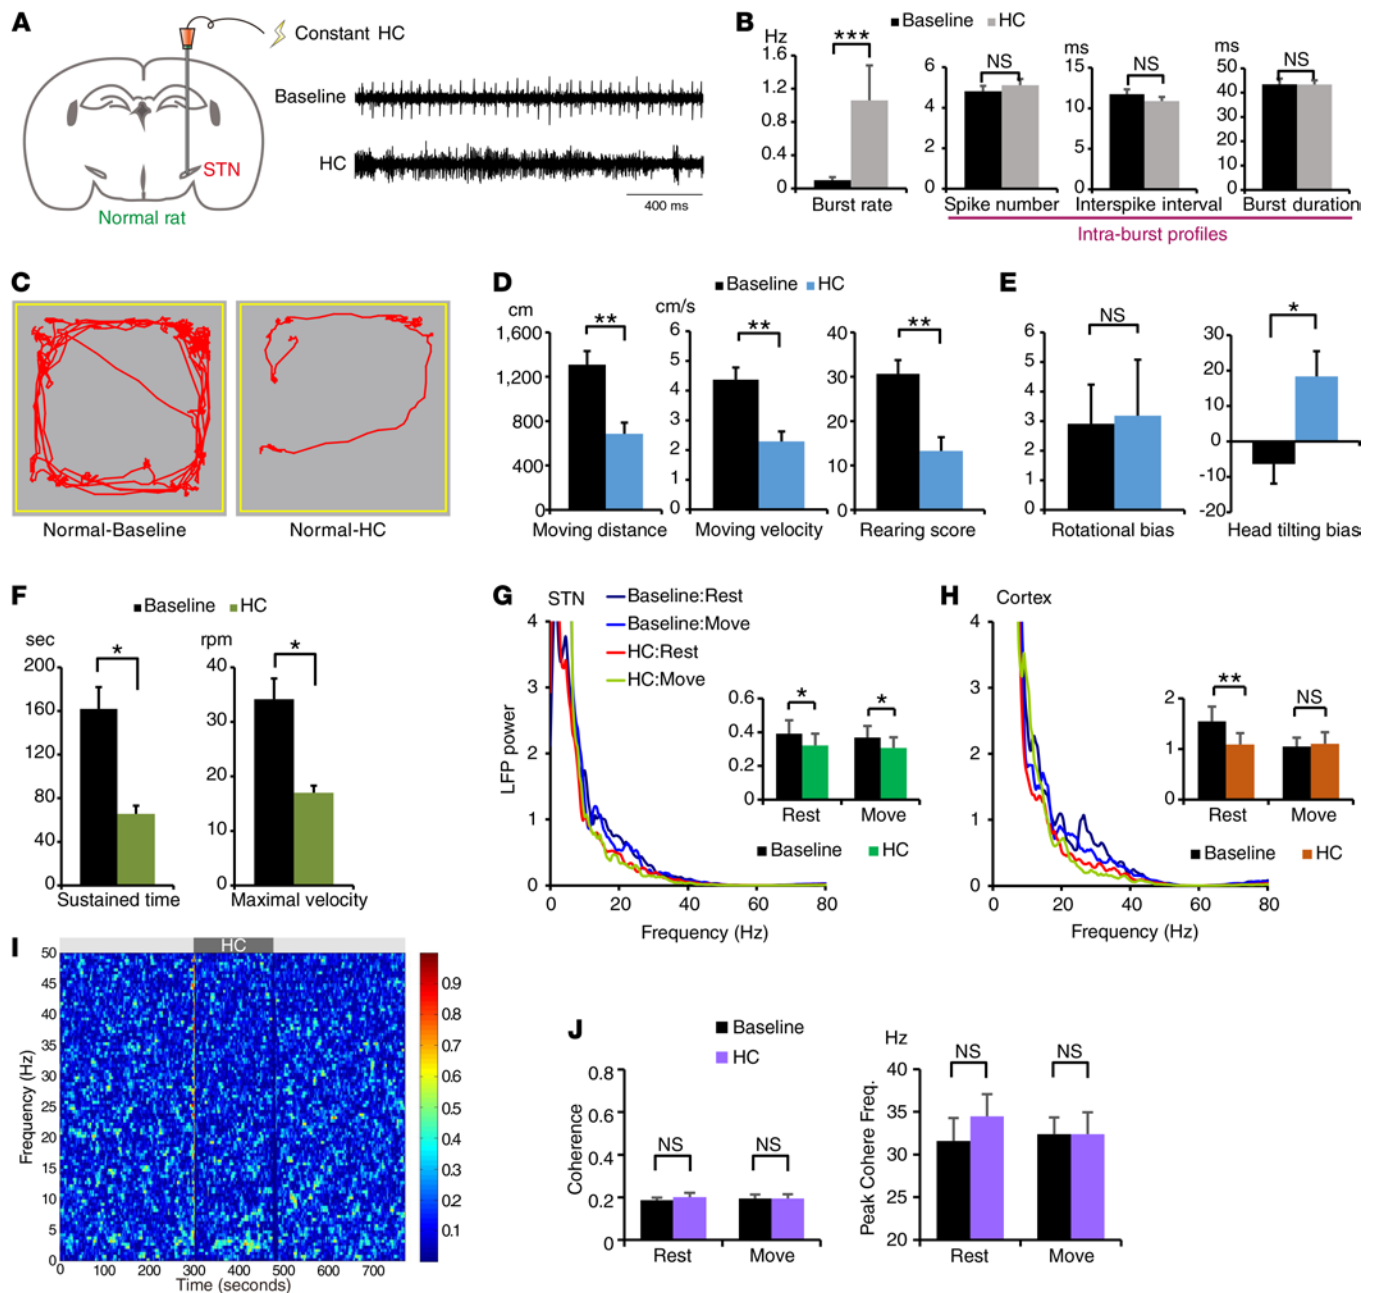 A
Constant HC
Baseline
HC
STN
Normal rat
400 ms
B
Baseline HC
Hz
1.6
1.2
0.8
0.4
0
***
Burst rate
6
4
2
0
NS
Spike number
ms
15
10
5
0
NS
Interspike interval
ms
50
40
30
20
10
0
NS
Burst duration
Intra-burst profiles
C
Normal-Baseline
Normal-HC
D
Baseline HC
cm
1,600
1,200
800
400
0
**
Moving distance
cm/s
6
5
4
3
2
1
0
**
Moving velocity
40
30
20
10
0
**
Rearing score
E
6
5
4
3
2
1
0
NS
Rotational bias
30
20
10
0
-10
-20
*
Head tilting bias
F
Baseline HC
sec
200
160
120
80
40
0
*
Sustained time
rpm
40
30
20
10
0
*
Maximal velocity
G
STN
Baseline:Rest
Baseline:Move
HC:Rest
HC:Move
LFP power
4
3
2
1
0
0 20 40 60 80
Frequency (Hz)
0.6
0.4
0.2
0
* *
Rest Move
Baseline HC
H
Cortex
4
3
2
1
0
0 20 40 60 80
Frequency (Hz)
2
1
0
** NS
Rest Move
Baseline HC
I
HC
Frequency (Hz)
50
45
40
35
30
25
20
15
10
5
0
0 100 200 300 400 500 600 700
Time (seconds)
0.9
0.8
0.7
0.6
0.5
0.4
0.3
0.2
0.1
J
Baseline
HC
Coherence
0.8
0.6
0.4
0.2
0
NS NS
Rest Move
Hz
Peak Cohere Freq.
40
35
30
25
20
NS NS
Rest Move